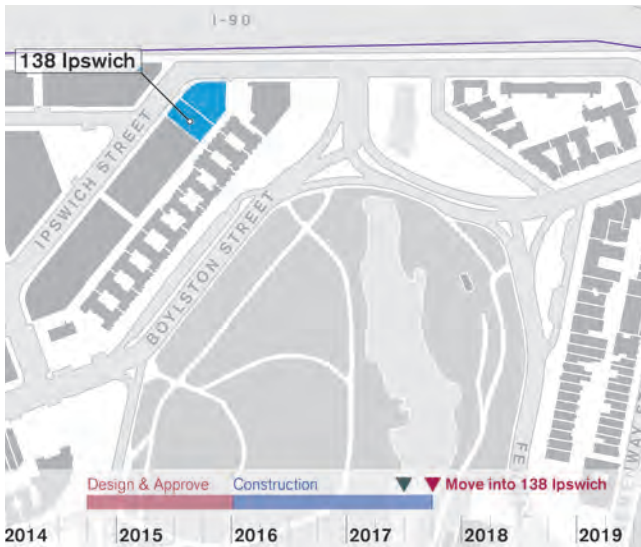 I-90
138 Ipswich
IPSWICH STREET
BOYLSTON STREET
Design & Approve
Construction
Move into 138 Ipswich
2014
2015
2016
2017
2018
2019